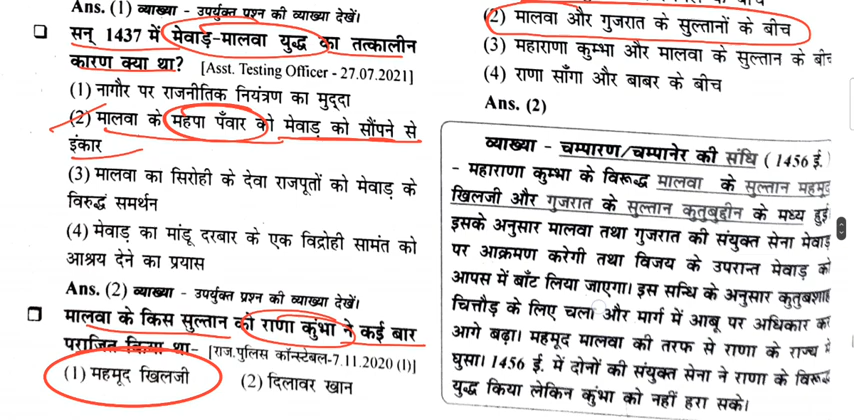 Ans. (1) व्याख्या - उपर्युक्त प्रश्न की व्याख्या देखें।
❑ सन् 1437 में मेवाड़-मालवा युद्ध का तत्कालीन
कारण क्या था? [Asst. Testing Officer - 27.07.2021]
(1) नागौर पर राजनीतिक नियंत्रण का मुद्दा
(2) मालवा के महपा पँवार को मेवाड़ को सौंपने से
इंकार
(3) मालवा का सिरोही के देवा राजपूतों को मेवाड़ के
विरुद्ध समर्थन
(4) मेवाड़ का मांडू दरबार के एक विद्रोही सामंत को
आश्रय देने का प्रयास
Ans. (2) व्याख्या - उपर्युक्त प्रश्न की व्याख्या देखें।
❑ मालवा के किस सुल्तान को राणा कुंभा ने कई बार
पराजित किया था- [राज.पुलिस कॉन्स्टेबल-7.11.2020 (1)]
(1) महमूद खिलजी (2) दिलावर खान
के बीच
(2) मालवा और गुजरात के सुल्तानों के बीच
(3) महाराणा कुम्भा और मालवा के सुल्तान के बीच
(4) राणा साँगा और बाबर के बीच
Ans. (2)
व्याख्या - चम्पारण/चम्पानेर की संधि (1456 ई.)
- महाराणा कुम्भा के विरूद्ध मालवा के सुल्तान महमूद
खिलजी और गुजरात के सुल्तान कुतुबुद्दीन के मध्य हुई।
इसके अनुसार मालवा तथा गुजरात की संयुक्त सेना मेवाड़
पर आक्रमण करेगी तथा विजय के उपरान्त मेवाड़ को
आपस में बाँट लिया जाएगा। इस सन्धि के अनुसार कुतुबशाह
चित्तौड़ के लिए चला और मार्ग में आबू पर अधिकार कर
आगे बढ़ा। महमूद मालवा की तरफ से राणा के राज्य में
घुसा। 1456 ई. में दोनों की संयुक्त सेना ने राणा के विरूद्ध
युद्ध किया लेकिन कुंभा को नहीं हरा सके।